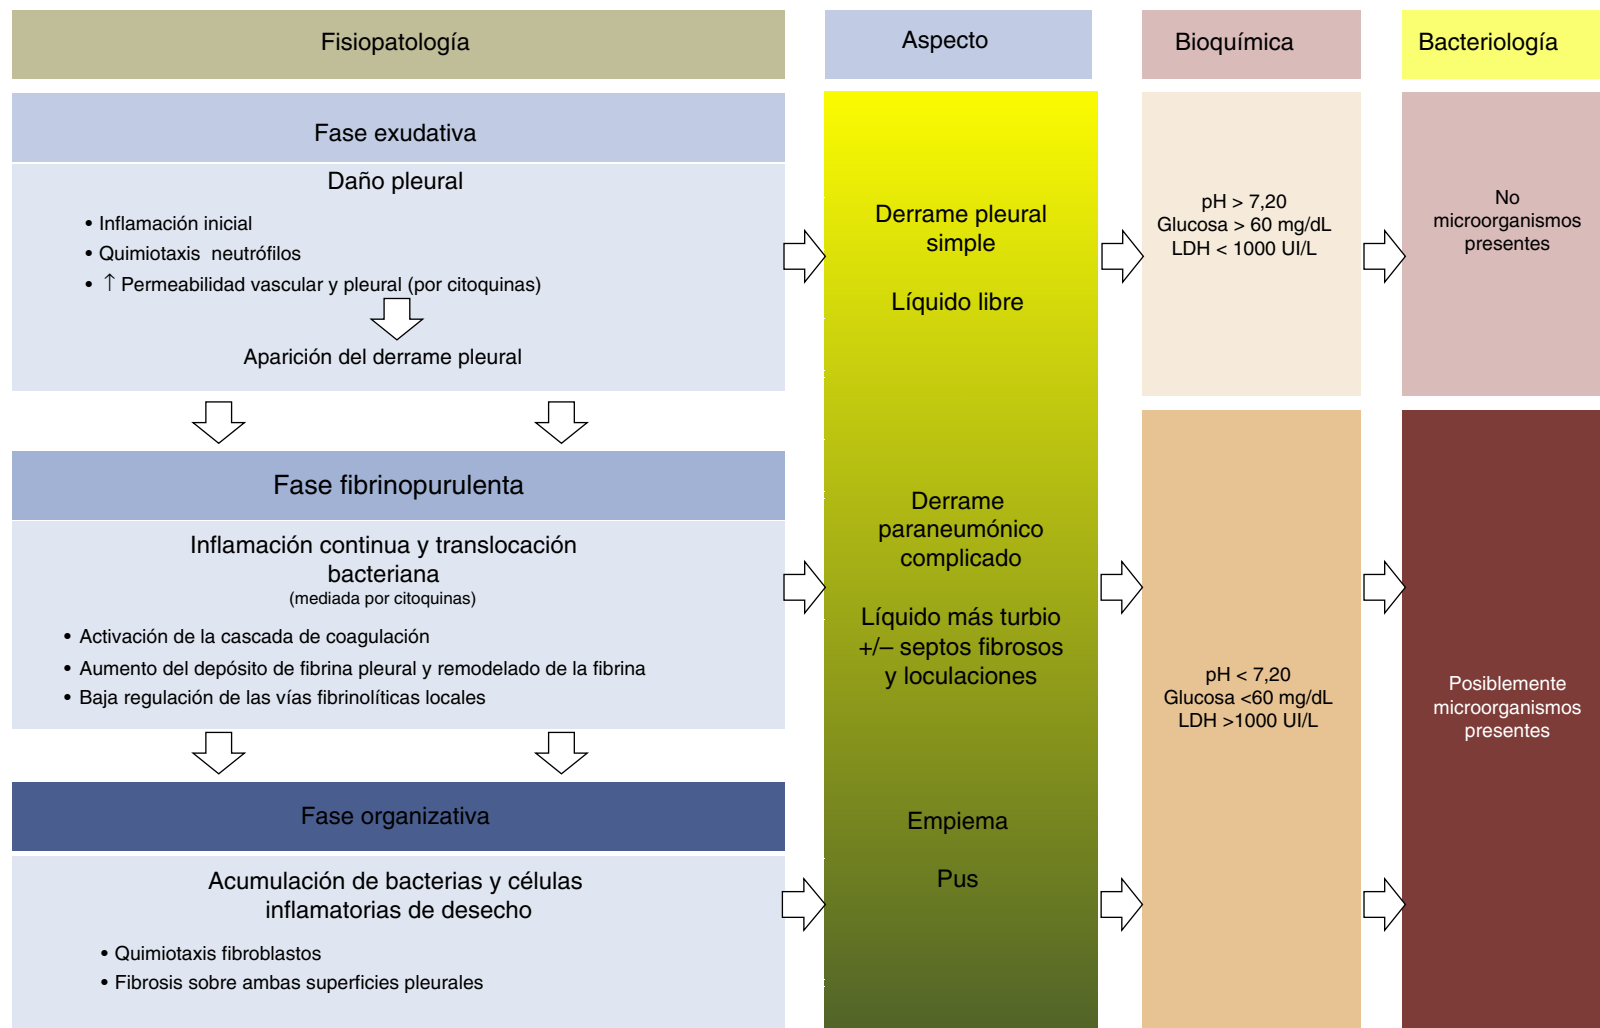 Fisiopatología
Aspecto
Bioquímica
Bacteriología
Fase exudativa
Daño pleural
• Inflamación inicial
• Quimiotaxis neutrófilos
• ↑ Permeabilidad vascular y pleural (por citoquinas)
Aparición del derrame pleural
Derrame pleural
simple
Líquido libre
pH > 7,20
Glucosa > 60 mg/dL
LDH < 1000 UI/L
No
microorganismos
presentes
Fase fibrinopurulenta
Inflamación continua y translocación
bacteriana
(mediada por citoquinas)
• Activación de la cascada de coagulación
• Aumento del depósito de fibrina pleural y remodelado de la fibrina
• Baja regulación de las vías fibrinolíticas locales
Derrame
paraneumónico
complicado
Líquido más turbio
+/– septos fibrosos
y loculaciones
pH < 7,20
Glucosa <60 mg/dL
LDH >1000 UI/L
Posiblemente
microorganismos
presentes
Fase organizativa
Acumulación de bacterias y células
inflamatorias de desecho
• Quimiotaxis fibroblastos
• Fibrosis sobre ambas superficies pleurales
Empiema
Pus